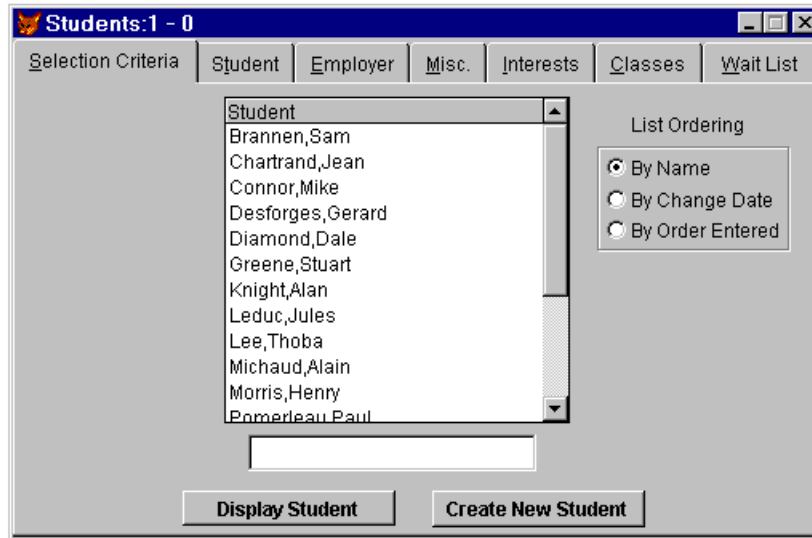 Students:1 - 0
Selection Criteria Student Employer Misc. Interests Classes Wait List
Student
List Ordering
Brannen,Sam
Chartrand,Jean
Connor,Mike
Desforges,Gerard
Diamond,Dale
Greene,Stuart
Knight,Alan
Leduc,Jules
Lee,Thoba
Michaud,Alain
Morris,Henry
Pomerleau,Paul
By Name
By Change Date
By Order Entered
Display Student Create New Student